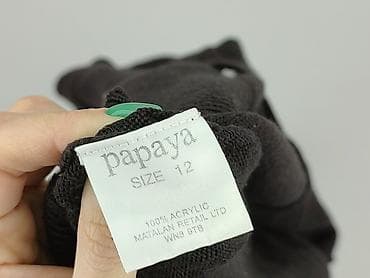 papaya
SIZE 12
100% ACRYLIC
MATALAN RETAIL LTD
WN8 9TB